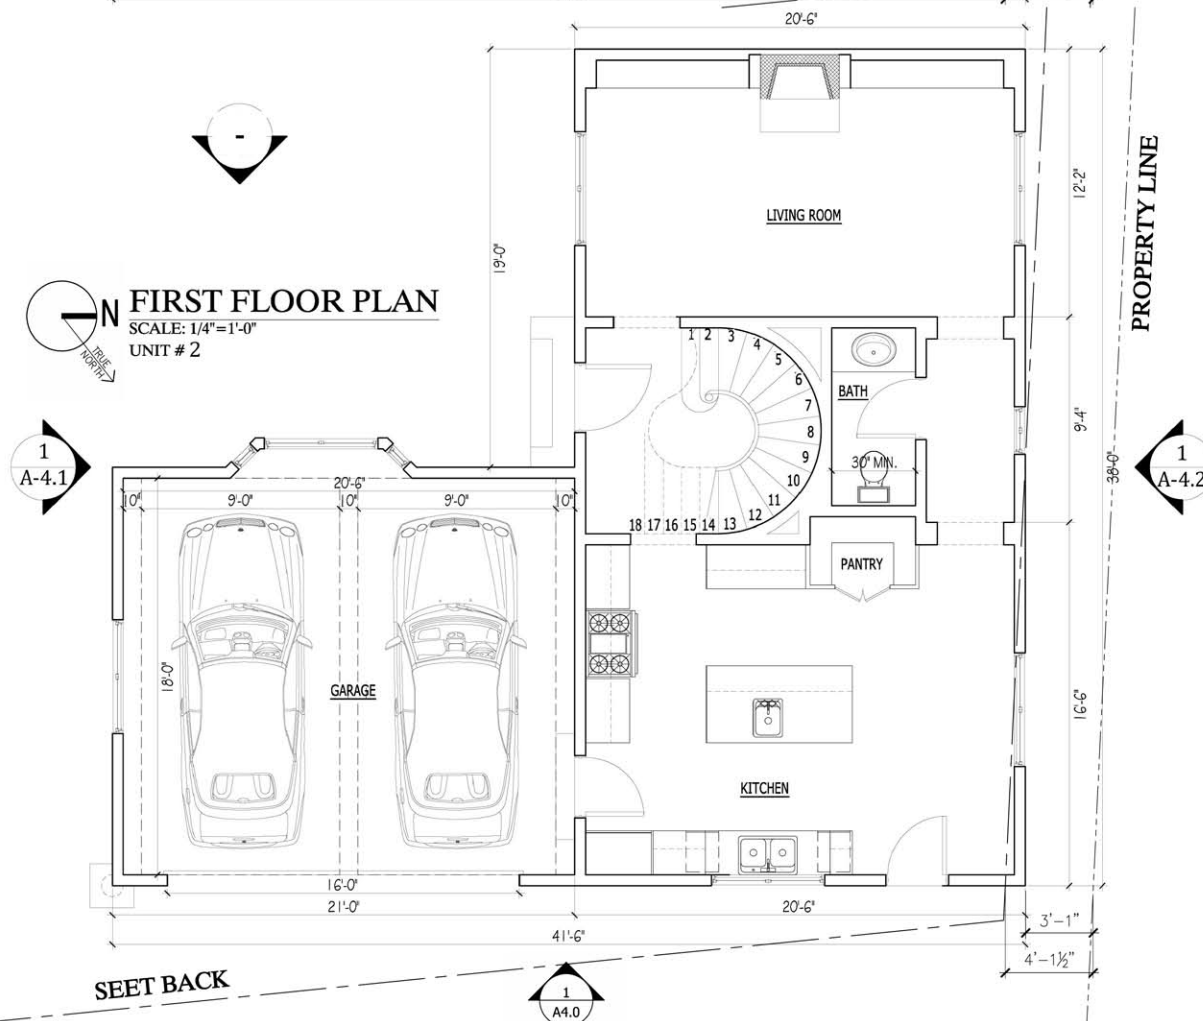 20'-6"
12'-2"
PROPERTY LINE
LIVING ROOM
19'-0"
-
N
FIRST FLOOR PLAN
SCALE: 1/4"=1'-0"
UNIT # 2
TRUE
NORTH
1 2 3 4 5 6 7 8 9 10 11 12 13 14 15 16 17 18
BATH
30" MIN.
9'-4"
38'-0"
1
A-4.1
1
A-4.2
20'-6"
10" 9'-0" 10" 9'-0" 10"
PANTRY
18'-0"
GARAGE
16'-6"
KITCHEN
16'-0"
21'-0"
20'-6"
41'-6"
3'-1"
4'-1½"
SEET BACK
1
A4.0